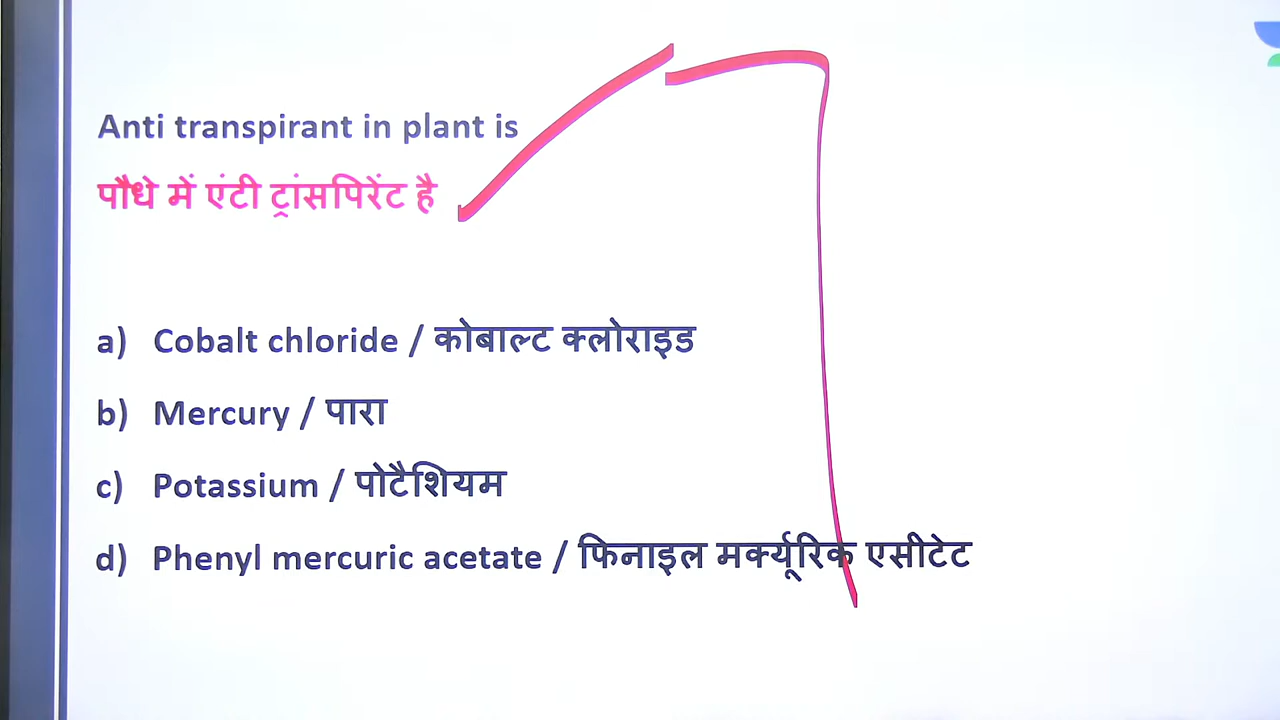 Anti transpirant in plant is
पौधे में एंटी ट्रांसपिरेंट है
a) Cobalt chloride / कोबाल्ट क्लोराइड
b) Mercury / पारा
c) Potassium / पोटैशियम
d) Phenyl mercuric acetate / फिनाइल मर्क्यूरिक एसीटेट